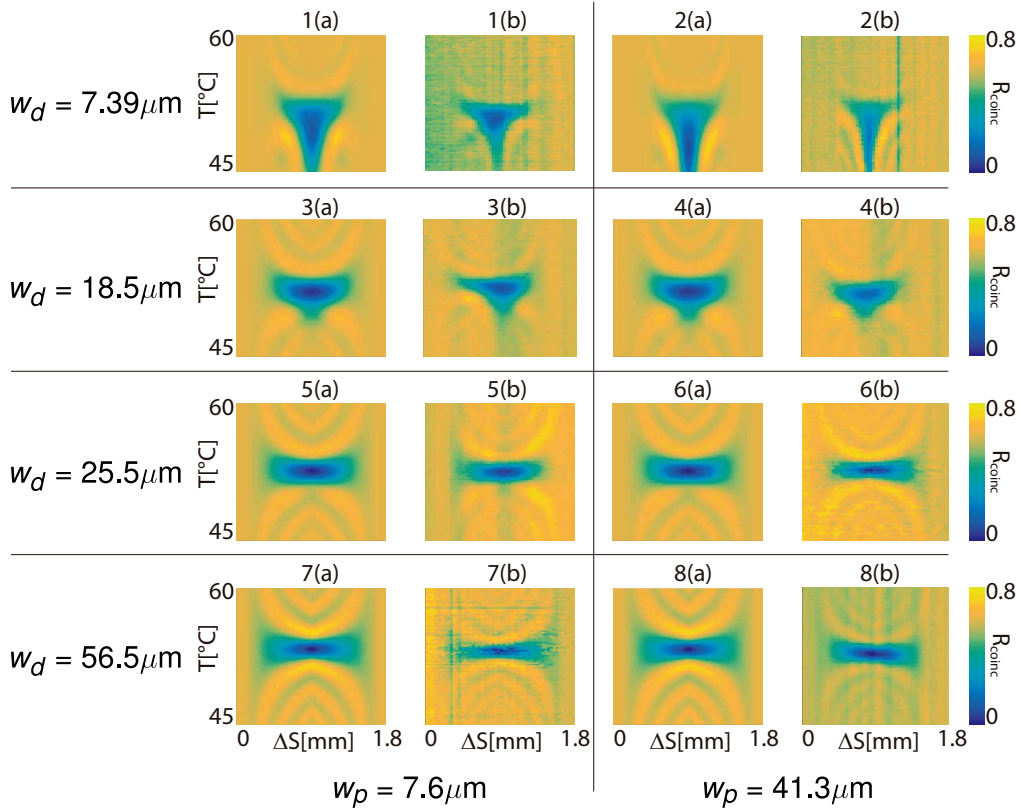 1(a) 1(b) 2(a) 2(b)
60 0.8
w_d = 7.39μm T[°C] R_coinc
45 0
3(a) 3(b) 4(a) 4(b)
60 0.8
w_d = 18.5μm T[°C] R_coinc
45 0
5(a) 5(b) 6(a) 6(b)
60 0.8
w_d = 25.5μm T[°C] R_coinc
45 0
7(a) 7(b) 8(a) 8(b)
60 0.8
w_d = 56.5μm T[°C] R_coinc
45 0
0 ΔS[mm] 1.8 0 ΔS[mm] 1.8 0 ΔS[mm] 1.8 0 ΔS[mm] 1.8
w_p = 7.6μm w_p = 41.3μm